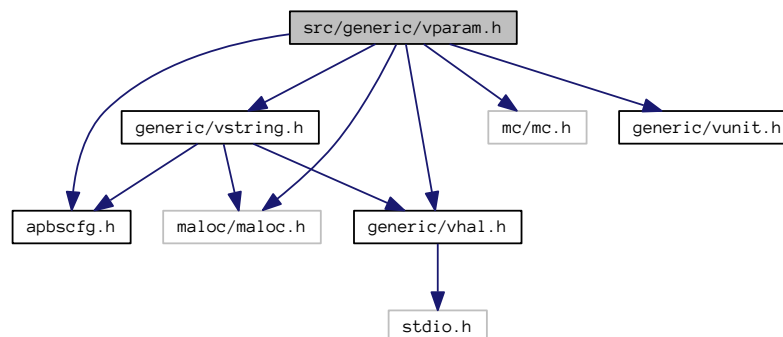 src/generic/vparam.h
generic/vstring.h
mc/mc.h
generic/vunit.h
apbscfg.h
maloc/maloc.h
generic/vhal.h
stdio.h